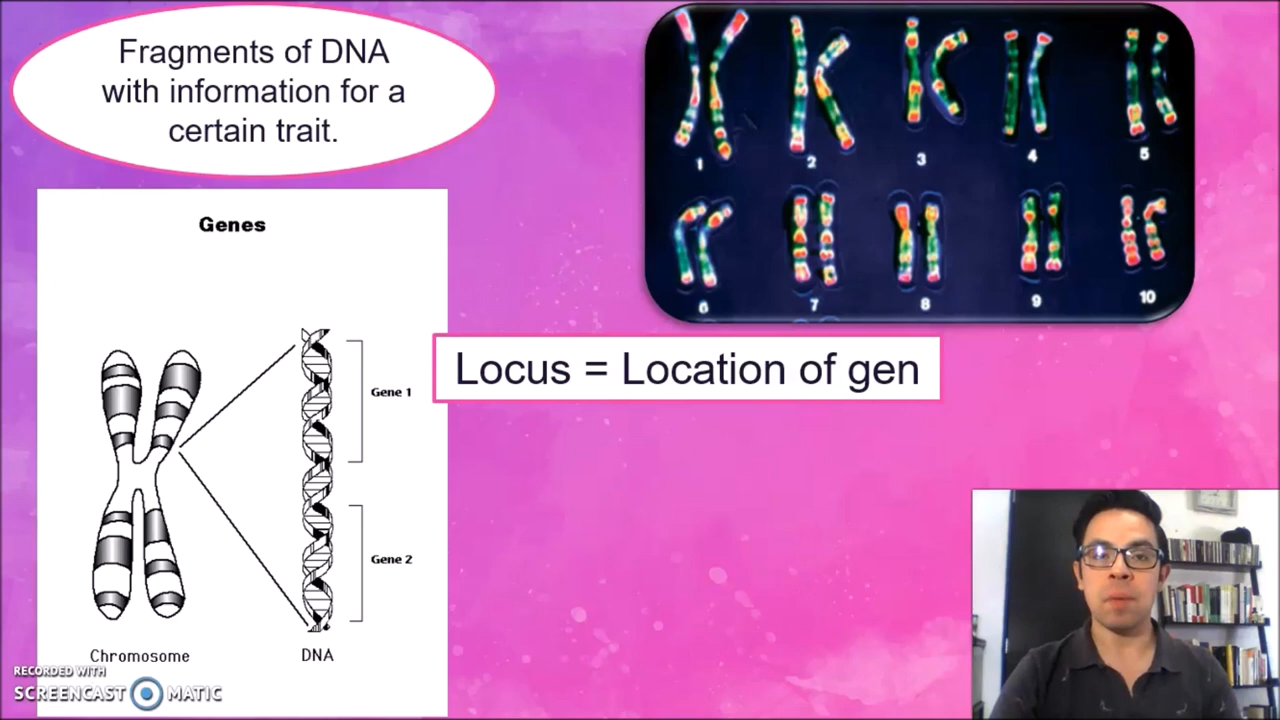 Fragments of DNA
with information for a
certain trait.
Genes
Gene 1
Gene 2
Chromosome
DNA
1
2
3
4
5
6
7
8
9
10
Locus = Location of gen
RECORDED WITH
SCREENCAST MATIC